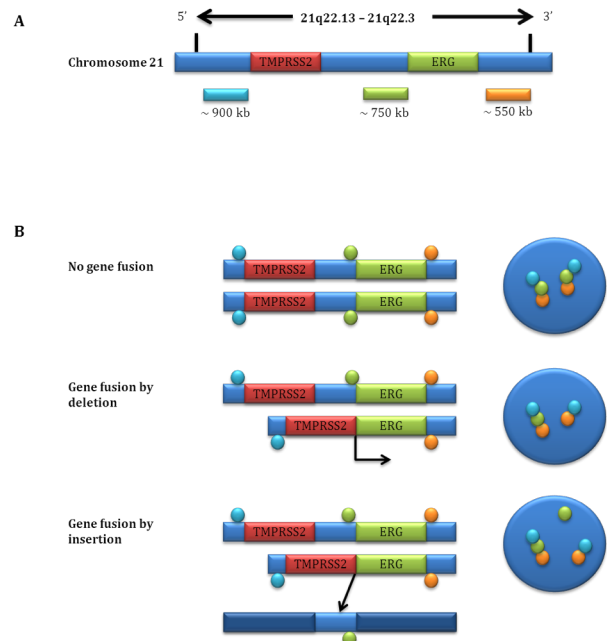 A
5’ 21q22.13 – 21q22.3 3’
Chromosome 21 TMPRSS2 ERG
~ 900 kb ~ 750 kb ~ 550 kb
B
No gene fusion
TMPRSS2 ERG
TMPRSS2 ERG
Gene fusion by
deletion
TMPRSS2 ERG
TMPRSS2 ERG
Gene fusion by
insertion
TMPRSS2 ERG
TMPRSS2 ERG